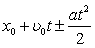 x₀ + υ₀t ± at²/2